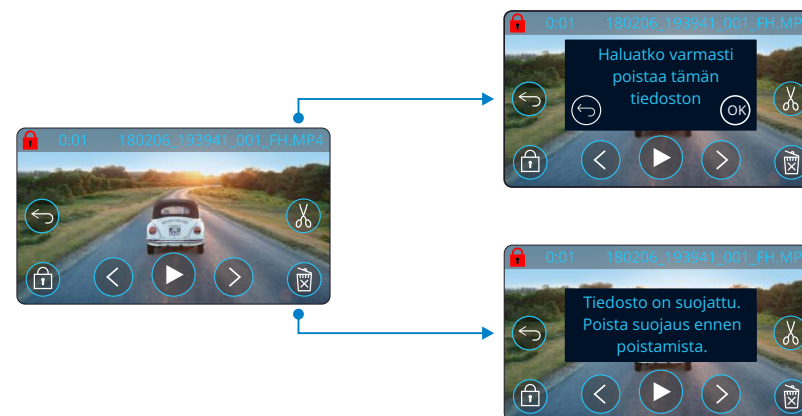 0:01 180206_193941_001_FH.MP4
Haluatko varmasti
poistaa tämän
tiedoston
OK
0:01 180206_193941_001_FH.MP4
0:01 180206_193941_001_FH.MP
Tiedosto on suojattu.
Poista suojaus ennen
poistamista.